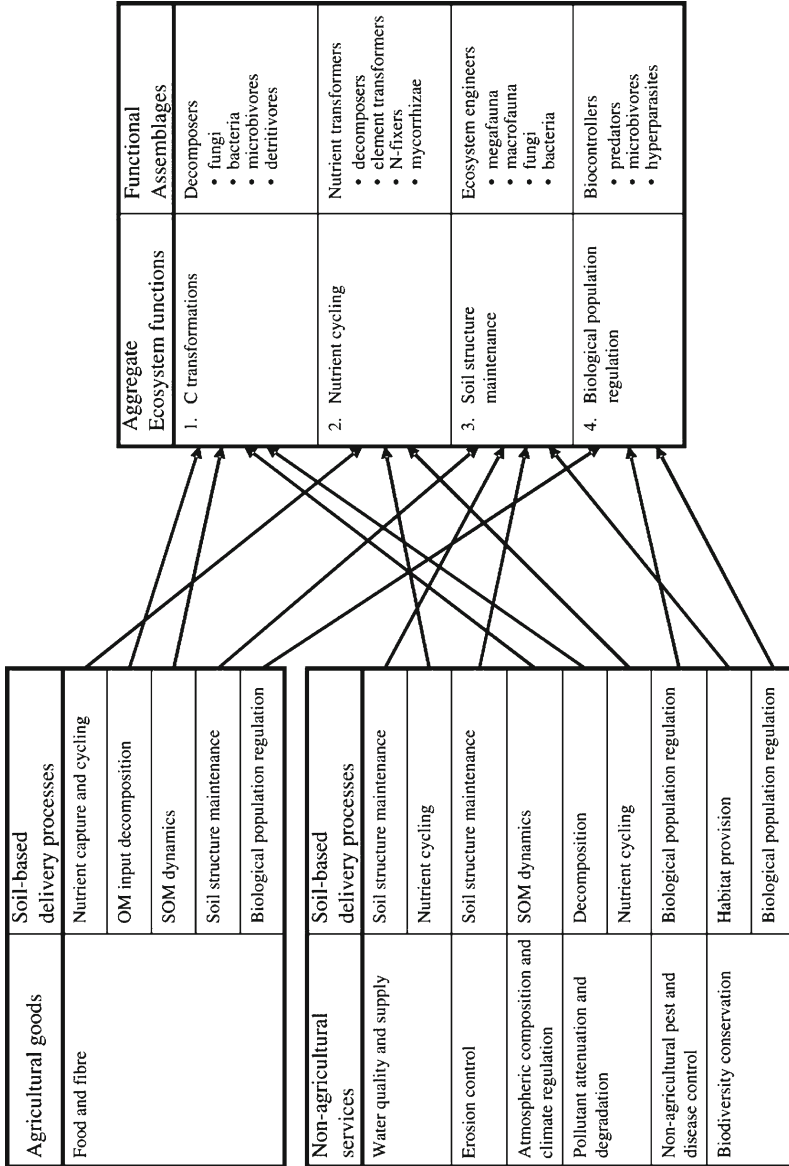 Agricultural goods
Soil-based
delivery processes
Food and fibre
Nutrient capture and cycling
OM input decomposition
SOM dynamics
Soil structure maintenance
Biological population regulation
Non-agricultural
services
Soil-based
delivery processes
Water quality and supply
Soil structure maintenance
Nutrient cycling
Erosion control
Soil structure maintenance
Atmospheric composition and
climate regulation
SOM dynamics
Pollutant attenuation and
degradation
Decomposition
Nutrient cycling
Non-agricultural pest and
disease control
Biological population regulation
Biodiversity conservation
Habitat provision
Biological population regulation
Aggregate
Ecosystem functions
Functional
Assemblages
1. C transformations
Decomposers
• fungi
• bacteria
• microbivores
• detritivores
2. Nutrient cycling
Nutrient transformers
• decomposers
• element transformers
• N-fixers
• mycorrhizae
3. Soil structure
maintenance
Ecosystem engineers
• megafauna
• macrofauna
• fungi
• bacteria
4. Biological population
regulation
Biocontrollers
• predators
• microbivores
• hyperparasites